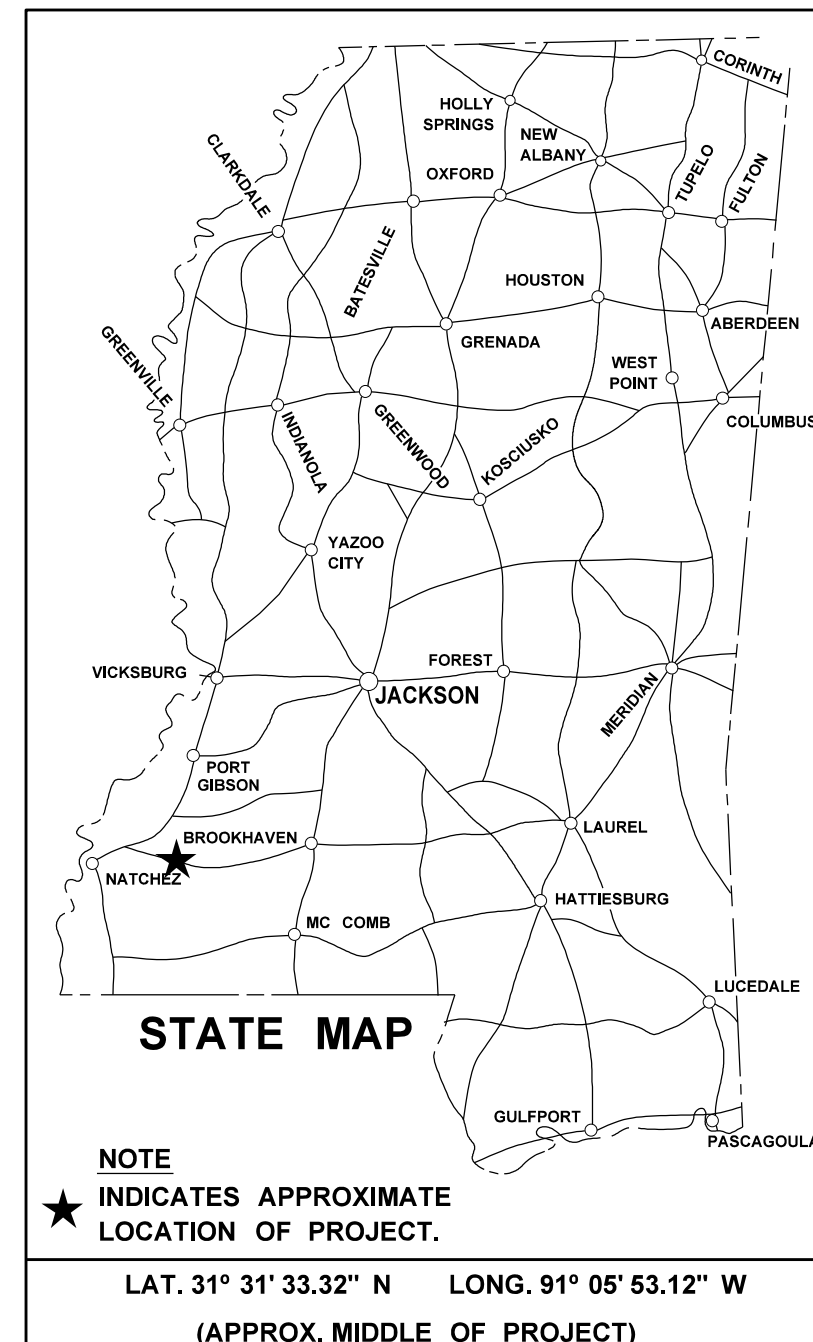 CORINTH
HOLLY
SPRINGS
NEW
ALBANY
CLARKDALE
OXFORD
TUPELO
FULTON
BATESVILLE
HOUSTON
ABERDEEN
GREENVILLE
GRENADA
WEST
POINT
COLUMBUS
INDIANOLA
GREENWOOD
KOSCIUSKO
YAZOO
CITY
VICKSBURG
FOREST
MERIDIAN
JACKSON
PORT
GIBSON
BROOKHAVEN
LAUREL
NATCHEZ
HATTIESBURG
MC COMB
LUCEDALE
STATE MAP
GULFPORT
PASCAGOULA
NOTE
INDICATES APPROXIMATE
LOCATION OF PROJECT.
LAT. 31º 31' 33.32" N LONG. 91º 05' 53.12" W
(APPROX. MIDDLE OF PROJECT)